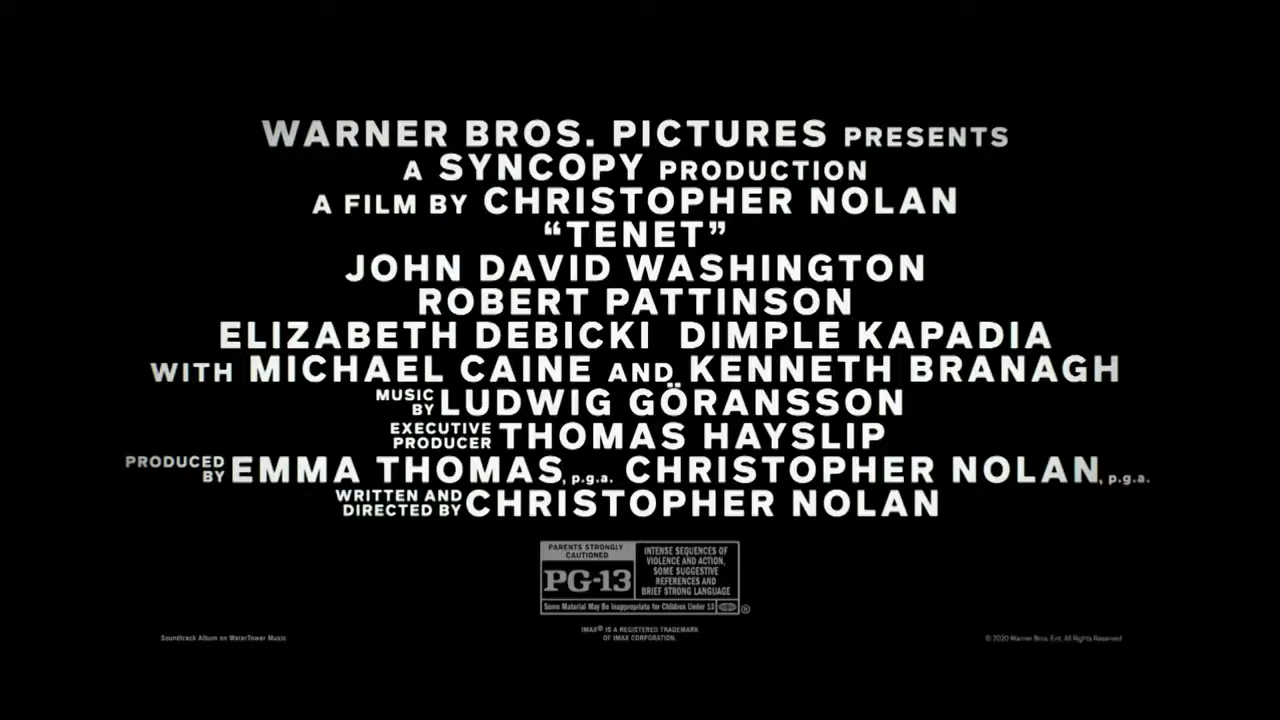 WARNER BROS. PICTURES PRESENTS
A SYNCOPY PRODUCTION
A FILM BY CHRISTOPHER NOLAN
“TENET”
JOHN DAVID WASHINGTON
ROBERT PATTINSON
ELIZABETH DEBICKI DIMPLE KAPADIA
WITH MICHAEL CAINE AND KENNETH BRANAGH
MUSIC BY LUDWIG GÖRANSSON
EXECUTIVE PRODUCER THOMAS HAYSLIP
PRODUCED BY EMMA THOMAS, p.g.a. CHRISTOPHER NOLAN, p.g.a.
WRITTEN AND DIRECTED BY CHRISTOPHER NOLAN
PARENTS STRONGLY CAUTIONED
PG-13
INTENSE SEQUENCES OF
VIOLENCE AND ACTION,
SOME SUGGESTIVE
REFERENCES AND
BRIEF STRONG LANGUAGE
Some Material May Be Inappropriate for Children Under 13
®
IMAX® IS A REGISTERED TRADEMARK
OF IMAX CORPORATION.
Soundtrack Album on WaterTower Music
© 2020 Warner Bros. Ent. All Rights Reserved